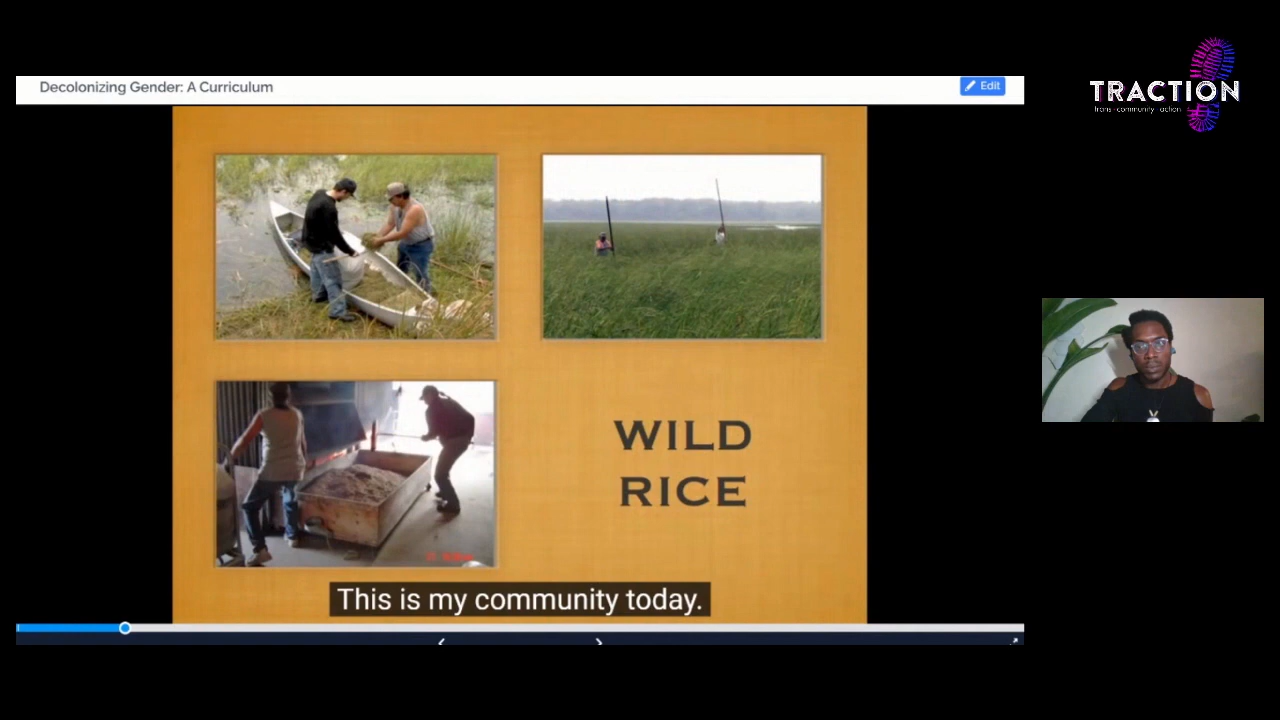 Decolonizing Gender: A Curriculum
Edit
TRACTION
trans·community·action
WILD
RICE
This is my community today.